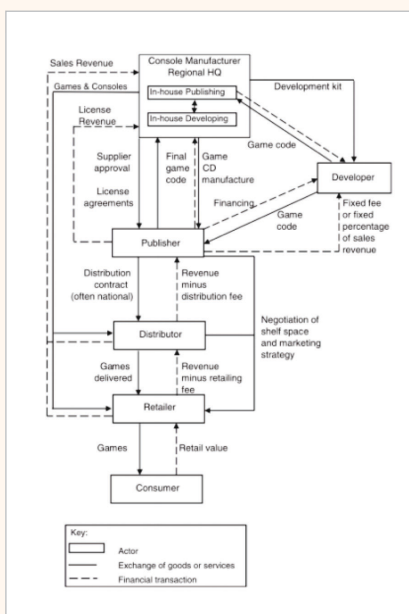 Sales Revenue
Console Manufacturer
Regional HQ
Games & Consoles
In-house Publishing
Development kit
License
Revenue
In-house Developing
Game code
Supplier
approval
Final
game
code
Game
CD
manufacture
Developer
License
agreements
Financing
Game
code
Fixed fee
or fixed
percentage
of sales
revenue
Publisher
Distribution
contract
(often national)
Revenue
minus
distribution fee
Negotiation of
shelf space
and marketing
strategy
Distributor
Games
delivered
Revenue
minus retailing
fee
Retailer
Games
Retail value
Consumer
Key:
Actor
Exchange of goods or services
Financial transaction